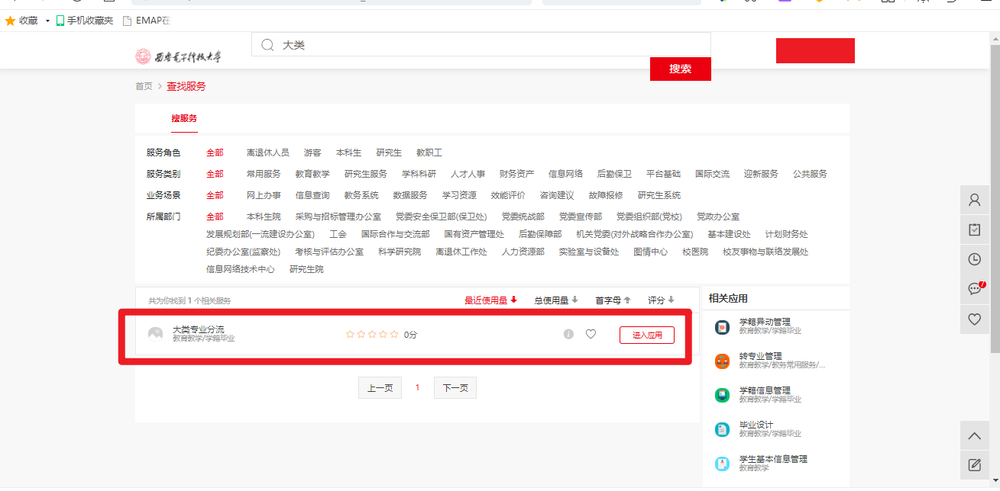 收藏 手机收藏夹 EMAP在
西安电子科技大学 大类
搜索
首页 > 查找服务
搜服务
服务角色 全部 离退休人员 游客 本科生 研究生 教职工
服务类别 全部 常用服务 教育教学 研究生服务 学科科研 人才人事 财务资产 信息网络 后勤保卫 平台基础 国际交流 迎新服务 公共服务
业务场景 全部 网上办事 信息查询 教务系统 数据服务 学习资源 效能评价 咨询建议 故障报修 研究生系统
所属部门 全部 本科生院 采购与招标管理办公室 党委安全保卫部(保卫处) 党委统战部 党委宣传部 党委组织部(党校) 党政办公室
发展规划部(一流建设办公室) 工会 国际合作与交流部 国有资产管理处 后勤保障部 机关党委(对外战略合作办公室) 基本建设处 计划财务处
纪委办公室(监察处) 考核与评估办公室 科学研究院 离退休工作处 人力资源部 实验室与设备处 图情中心 校医院 校友事物与联络发展处
信息网络技术中心 研究生院
共为你找到 1 个相关服务 最近使用量 总使用量 首字母 评分
大类专业分流
教育教学/学籍毕业
0分 进入应用
上一页 1 下一页
相关应用
学籍异动管理
教育教学/学籍毕业
转专业管理
教育教学/教务常用服务/...
学籍信息管理
教育教学/学籍毕业
毕业设计
教育教学/学籍毕业
学生基本信息管理
教育教学
7